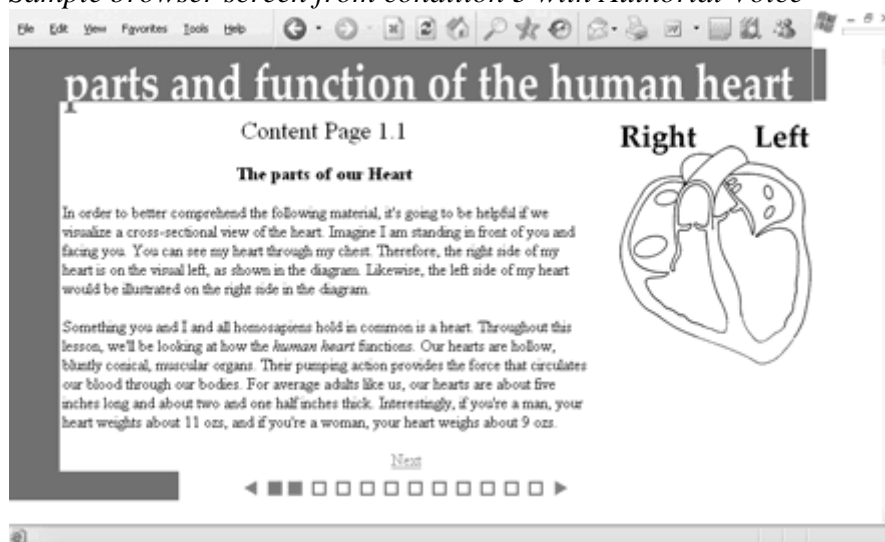 Sample browser screen from condition 3 with Authorial Voice
File Edit View Favorites Tools Help
parts and function of the human heart
Content Page 1.1
Right Left
The parts of our Heart
In order to better comprehend the following material, it's going to be helpful if we
visualize a cross-sectional view of the heart. Imagine I am standing in front of you and
facing you. You can see my heart through my chest. Therefore, the right side of my
heart is on the visual left, as shown in the diagram. Likewise, the left side of my heart
would be illustrated on the right side in the diagram.
Something you and I and all homosapiens hold in common is a heart. Throughout this
lesson, we'll be looking at how the human heart functions. Our hearts are hollow,
bluntly conical, muscular organs. Their pumping action provides the force that circulates
our blood through our bodies. For average adults like us, our hearts are about five
inches long and about two and one half inches thick. Interestingly, if you're a man, your
heart weights about 11 ozs, and if you're a woman, your heart weighs about 9 ozs.
Next